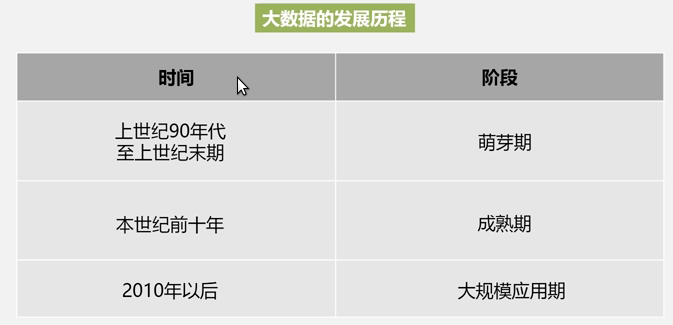 大数据的发展历程
时间
阶段
上世纪90年代
至上世纪末期
萌芽期
本世纪前十年
成熟期
2010年以后
大规模应用期